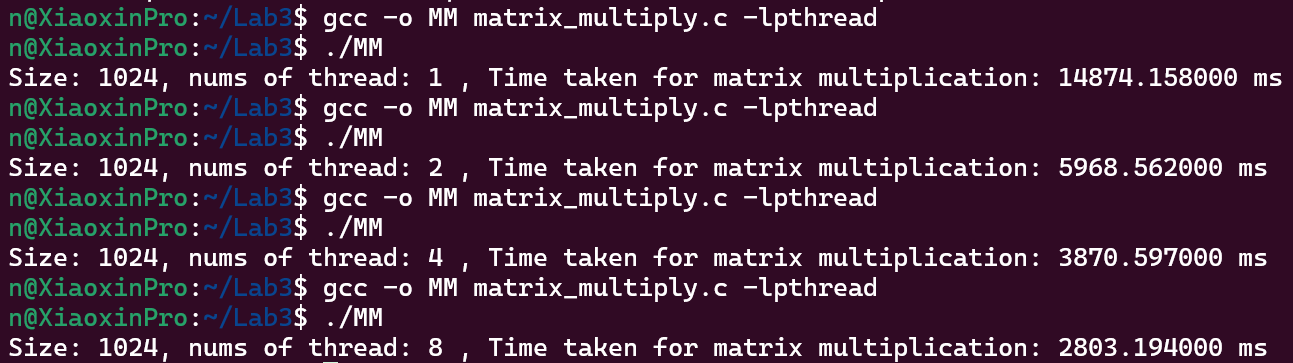 n@XiaoxinPro:~/Lab3$ gcc -o MM matrix_multiply.c -lpthread
n@XiaoxinPro:~/Lab3$ ./MM
Size: 1024, nums of thread: 1 , Time taken for matrix multiplication: 14874.158000 ms
n@XiaoxinPro:~/Lab3$ gcc -o MM matrix_multiply.c -lpthread
n@XiaoxinPro:~/Lab3$ ./MM
Size: 1024, nums of thread: 2 , Time taken for matrix multiplication: 5968.562000 ms
n@XiaoxinPro:~/Lab3$ gcc -o MM matrix_multiply.c -lpthread
n@XiaoxinPro:~/Lab3$ ./MM
Size: 1024, nums of thread: 4 , Time taken for matrix multiplication: 3870.597000 ms
n@XiaoxinPro:~/Lab3$ gcc -o MM matrix_multiply.c -lpthread
n@XiaoxinPro:~/Lab3$ ./MM
Size: 1024, nums of thread: 8 , Time taken for matrix multiplication: 2803.194000 ms